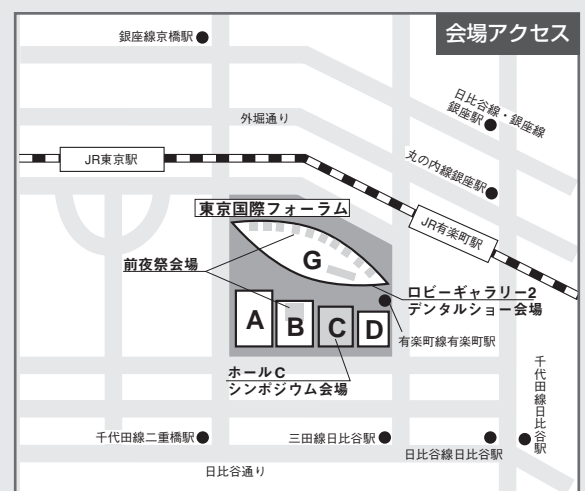 会場アクセス
銀座線京橋駅
日比谷線・銀座線
銀座駅
外堀通り
丸の内線銀座駅
JR東京駅
JR有楽町駅
東京国際フォーラム
前夜祭会場
G
ロビーギャラリー2
デンタルショー会場
A
B
C
D
有楽町線有楽町駅
ホールC
シンポジウム会場
千代田線日比谷駅
千代田線二重橋駅
三田線日比谷駅
日比谷線日比谷駅
日比谷通り